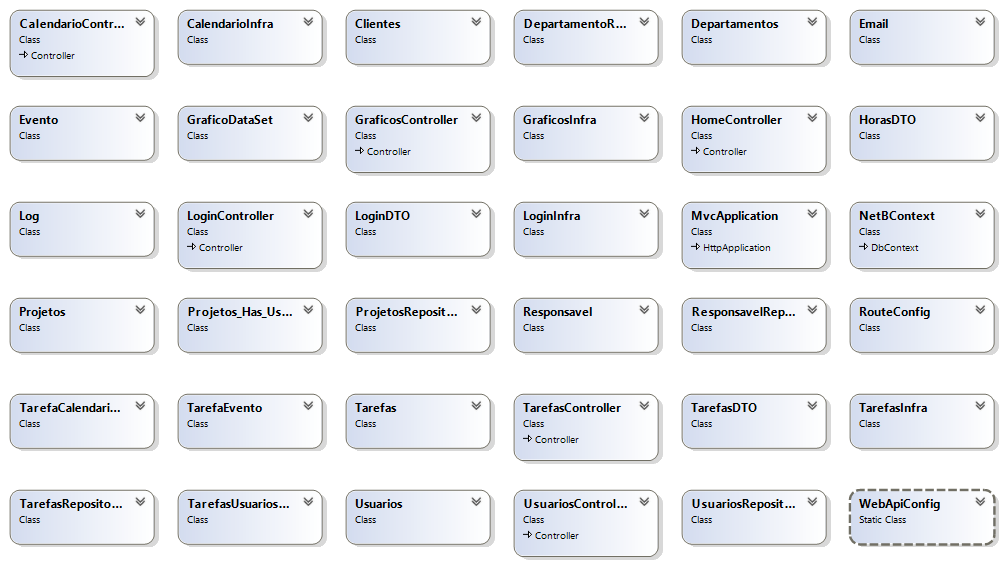 CalendarioContr...
Class
Controller
CalendarioInfra
Class
Clientes
Class
DepartamentoR...
Class
Departamentos
Class
Email
Class
Evento
Class
GraficoDataSet
Class
GraficosController
Class
Controller
GraficosInfra
Class
HomeController
Class
Controller
HorasDTO
Class
Log
Class
LoginController
Class
Controller
LoginDTO
Class
LoginInfra
Class
MvcApplication
Class
HttpApplication
NetBContext
Class
DbContext
Projetos
Class
Projetos_Has_Us...
Class
ProjetosReposit...
Class
Responsavel
Class
ResponsavelRep...
Class
RouteConfig
Class
TarefaCalendari...
Class
TarefaEvento
Class
Tarefas
Class
TarefasController
Class
Controller
TarefasDTO
Class
TarefasInfra
Class
TarefasReposito...
Class
TarefasUsuarios...
Class
Usuarios
Class
UsuariosControl...
Class
Controller
UsuariosReposit...
Class
WebApiConfig
Static Class